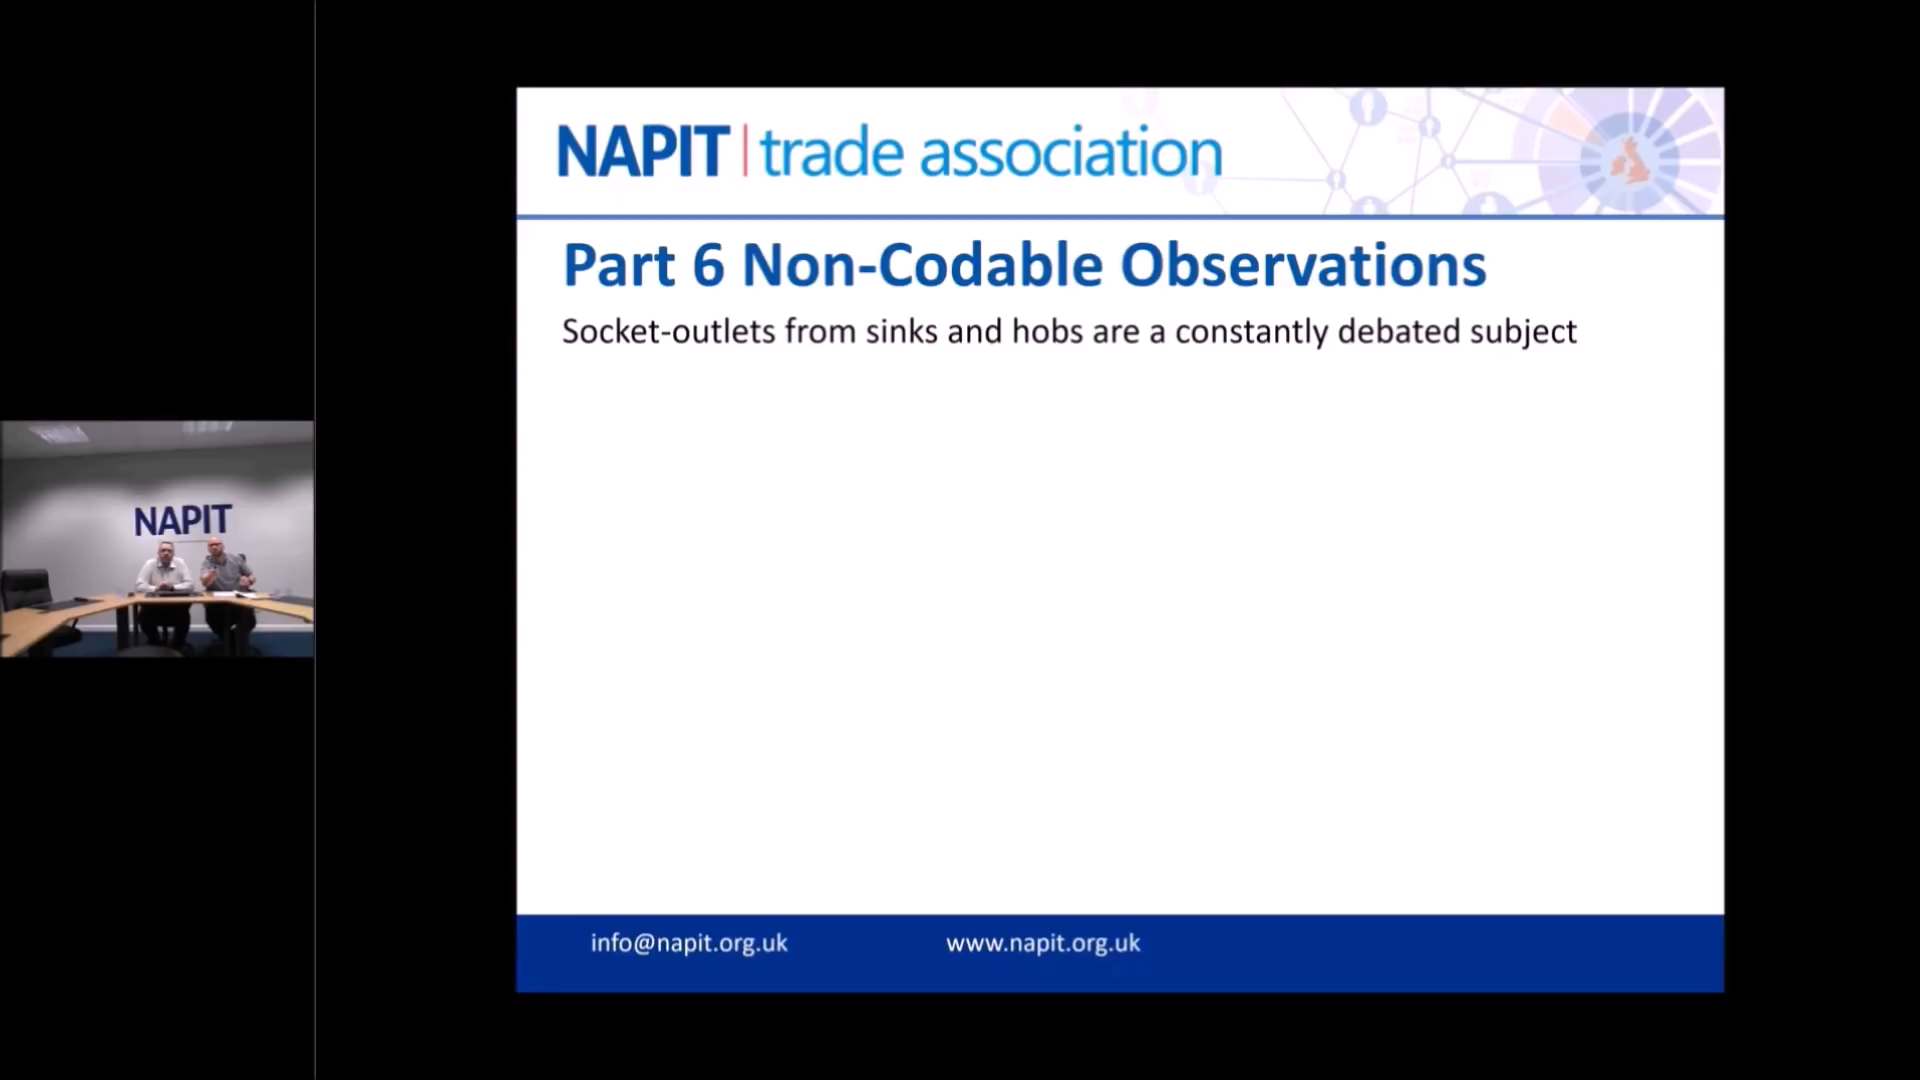 NAPIT
NAPIT | trade association
Part 6 Non-Codable Observations
Socket-outlets from sinks and hobs are a constantly debated subject
info@napit.org.uk
www.napit.org.uk